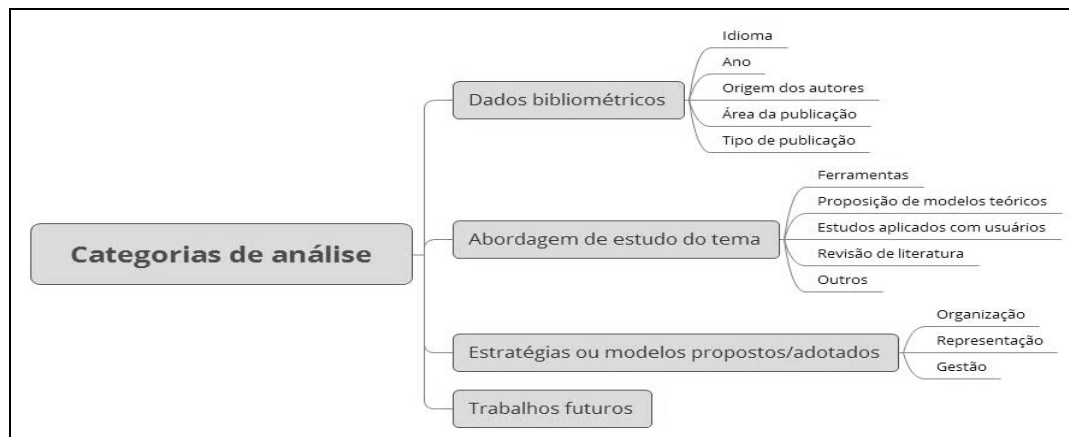 Categorias de análise
Dados bibliométricos
Idioma
Ano
Origem dos autores
Área da publicação
Tipo de publicação
Abordagem de estudo do tema
Ferramentas
Proposição de modelos teóricos
Estudos aplicados com usuários
Revisão de literatura
Outros
Estratégias ou modelos propostos/adotados
Organização
Representação
Gestão
Trabalhos futuros